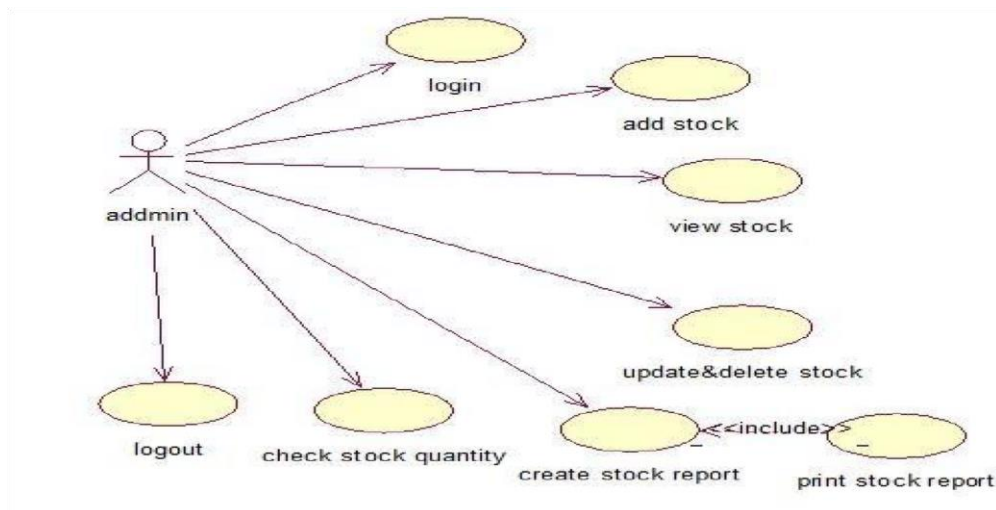 login
add stock
addmin
view stock
update&delete stock
<<include>>
logout
check stock quantity
create stock report
print stock report